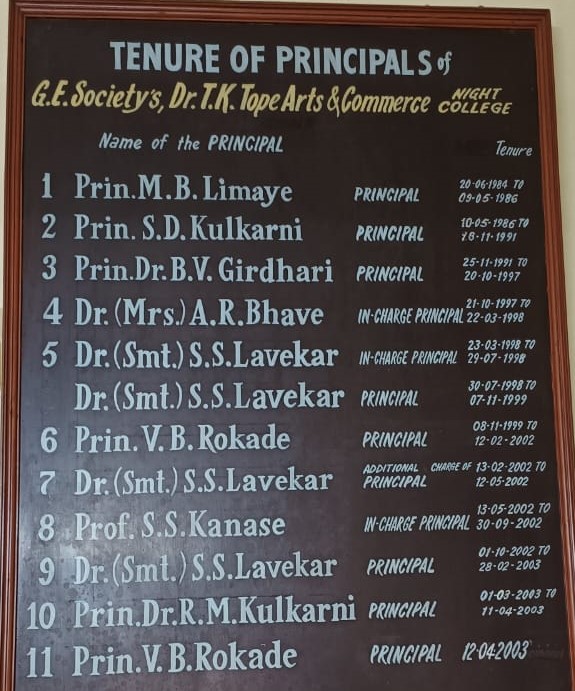 TENURE OF PRINCIPALS of
G.E.Society's, Dr.T.K. Tope Arts & Commerce NIGHT COLLEGE
Name of the PRINCIPAL Tenure
1 Prin.M.B.Limaye PRINCIPAL 20-06-1984 TO 09-05-1986
2 Prin. S.D.Kulkarni PRINCIPAL 10-05-1986 TO 18-11-1991
3 Prin.Dr.B.V. Girdhari PRINCIPAL 25-11-1991 TO 20-10-1997
4 Dr.(Mrs.) A.R.Bhave IN-CHARGE PRINCIPAL 21-10-1997 TO 22-03-1998
5 Dr.(Smt.) S.S.Lavekar IN-CHARGE PRINCIPAL 23-03-1998 TO 29-07-1998
Dr.(Smt.) S.S.Lavekar PRINCIPAL 30-07-1998 TO 07-11-1999
6 Prin. V.B.Rokade PRINCIPAL 08-11-1999 TO 12-02-2002
7 Dr.(Smt.) S.S.Lavekar ADDITIONAL CHARGE OF PRINCIPAL 13-02-2002 TO 12-05-2002
8 Prof. S.S.Kanase IN-CHARGE PRINCIPAL 13-05-2002 TO 30-09-2002
9 Dr.(Smt.) S.S.Lavekar PRINCIPAL 01-10-2002 TO 28-02-2003
10 Prin.Dr.R.M.Kulkarni PRINCIPAL 01-03-2003 TO 11-04-2003
11 Prin.V.B.Rokade PRINCIPAL 12-04-2003